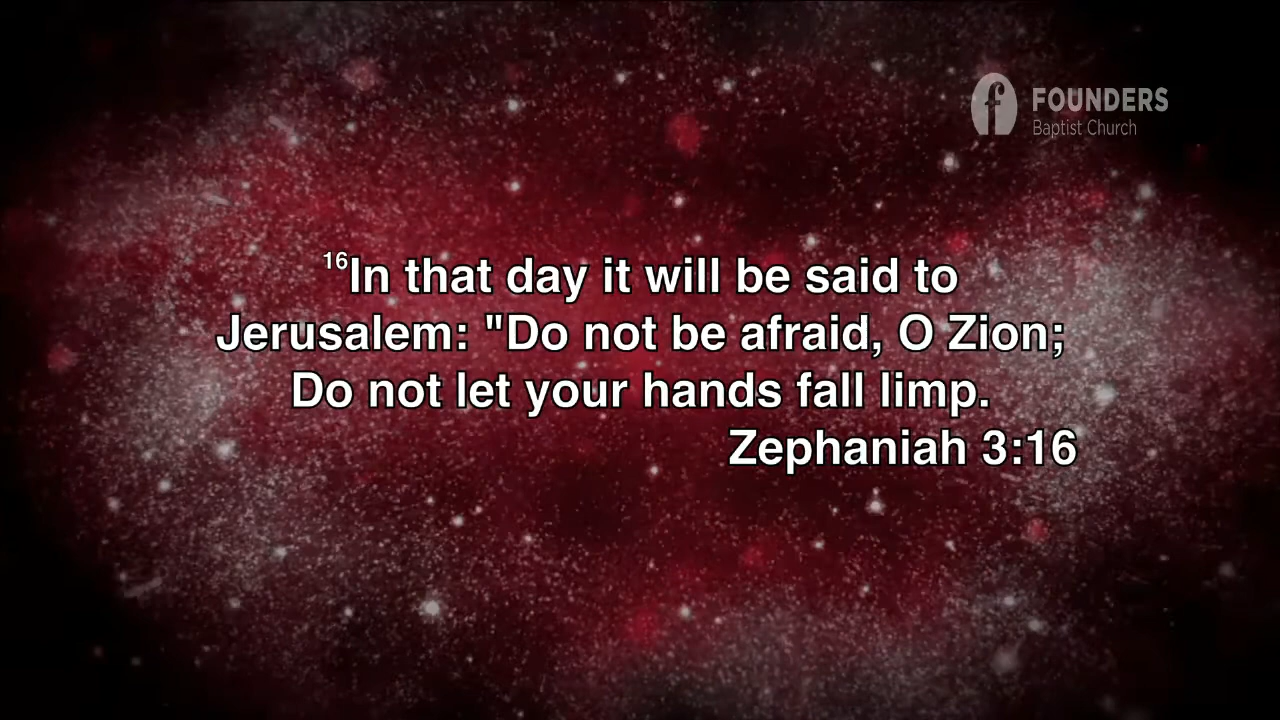 FOUNDERS
Baptist Church
16In that day it will be said to
Jerusalem: "Do not be afraid, O Zion;
Do not let your hands fall limp.
Zephaniah 3:16